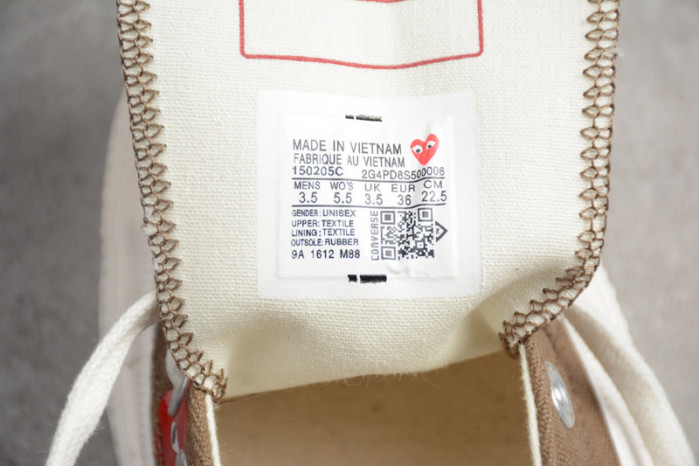 MADE IN VIETNAM
FABRIQUE AU VIETNAM
150205C 2G4PD8S500008
MENS WO'S UK EUR CM
3.5 5.5 3.5 36 22.5
GENDER: UNISEX
UPPER: TEXTILE
LINING: TEXTILE
OUTSOLE: RUBBER
9A 1612 M88
CONVERSE